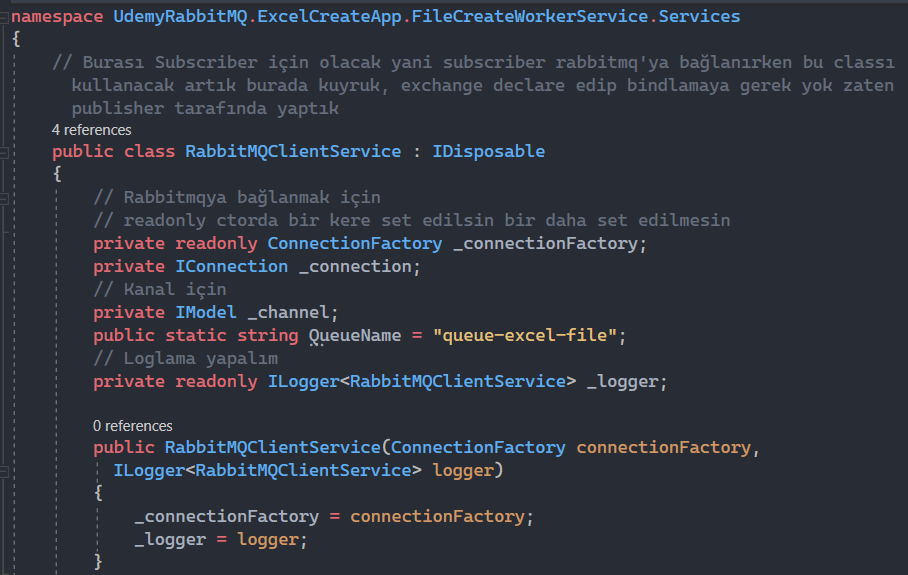 namespace UdemyRabbitMQ.ExcelCreateApp.FileCreateWorkerService.Services
{
// Burası Subscriber için olacak yani subscriber rabbitmq'ya bağlanırken bu classı
kullanacak artık burada kuyruk, exchange declare edip bindlamaya gerek yok zaten
publisher tarafında yaptık
4 references
public class RabbitMQClientService : IDisposable
{
// Rabbitmqya bağlanmak için
// readonly ctorda bir kere set edilsin bir daha set edilmesin
private readonly ConnectionFactory _connectionFactory;
private IConnection _connection;
// Kanal için
private IModel _channel;
public static string QueueName = "queue-excel-file";
// Loglama yapalım
private readonly ILogger<RabbitMQClientService> _logger;
0 references
public RabbitMQClientService(ConnectionFactory connectionFactory,
ILogger<RabbitMQClientService> logger)
{
_connectionFactory = connectionFactory;
_logger = logger;
}